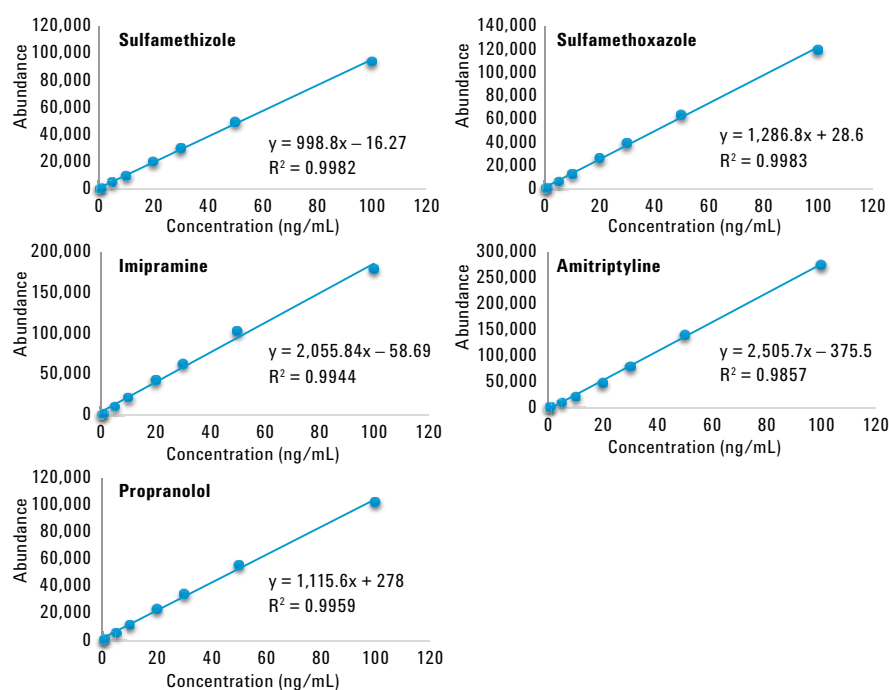 Sulfamethizole
Abundance
120,000
100,000
80,000
60,000
40,000
20,000
0
y = 998.8x – 16.27
R² = 0.9982
0 20 40 60 80 100 120
Concentration (ng/mL)
Sulfamethoxazole
Abundance
140,000
120,000
100,000
80,000
60,000
40,000
20,000
0
y = 1,286.8x + 28.6
R² = 0.9983
0 20 40 60 80 100 120
Concentration (ng/mL)
Imipramine
Abundance
200,000
150,000
100,000
50,000
0
y = 2,055.84x – 58.69
R² = 0.9944
0 20 40 60 80 100 120
Concentration (ng/mL)
Amitriptyline
Abundance
300,000
250,000
200,000
150,000
100,000
50,000
0
y = 2,505.7x – 375.5
R² = 0.9857
0 20 40 60 80 100 120
Concentration (ng/mL)
Propranolol
Abundance
120,000
100,000
80,000
60,000
40,000
20,000
0
y = 1,115.6x + 278
R² = 0.9959
0 20 40 60 80 100 120
Concentration (ng/mL)